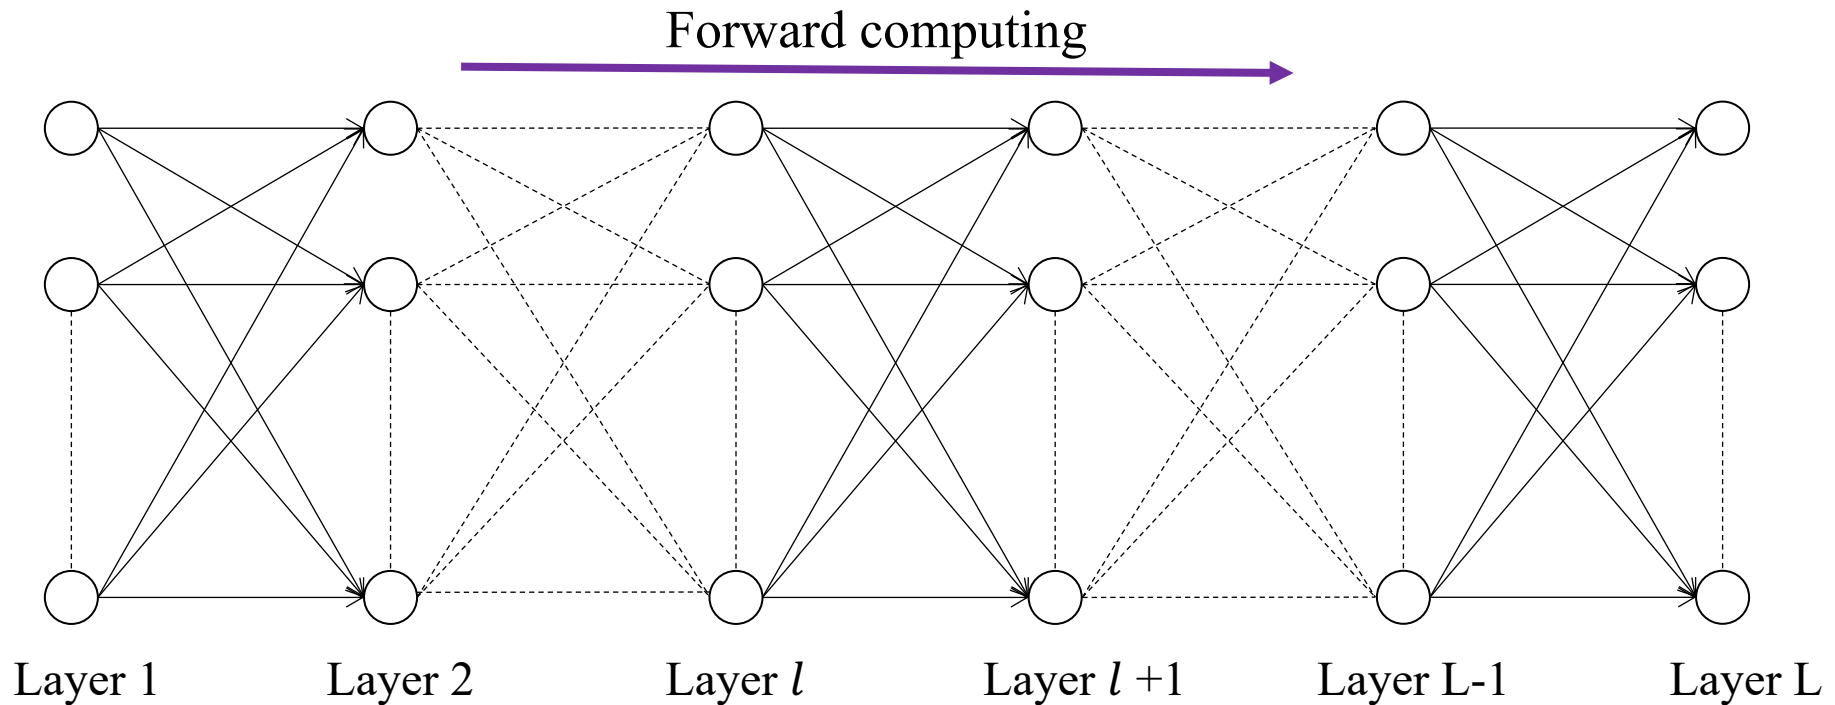 Forward computing
Layer 1
Layer 2
Layer l
Layer l +1
Layer L-1
Layer L